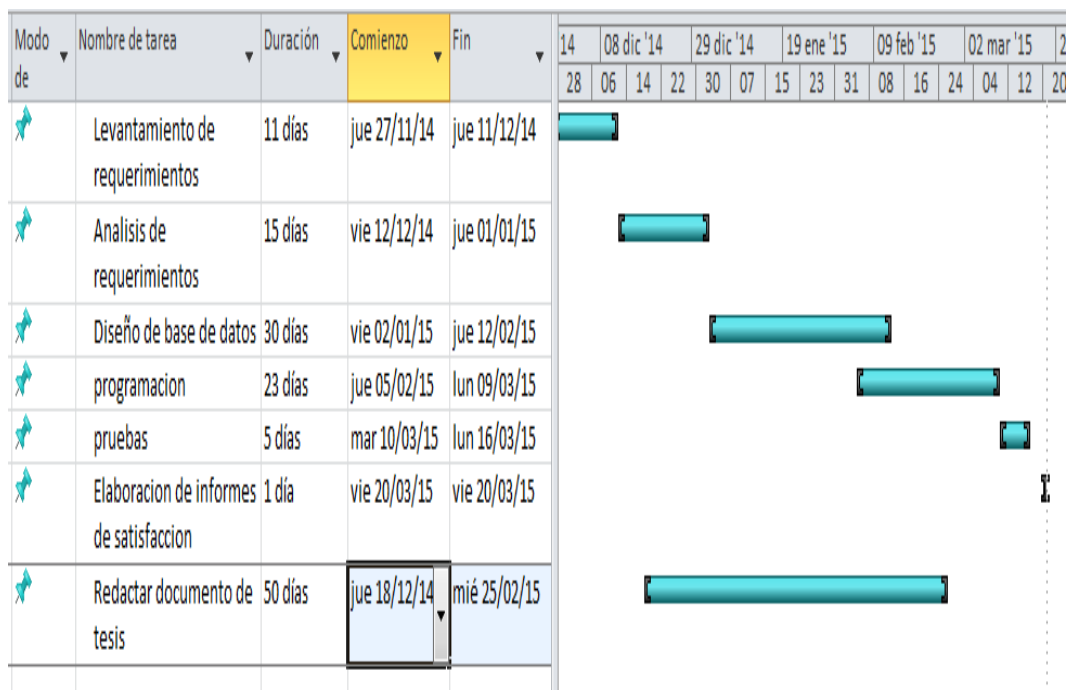 Modo de Nombre de tarea Duración Comienzo Fin
14 08 dic '14 29 dic '14 19 ene '15 09 feb '15 02 mar '15 2
28 06 14 22 30 07 15 23 31 08 16 24 04 12 20
Levantamiento de requerimientos 11 días jue 27/11/14 jue 11/12/14
Analisis de requerimientos 15 días vie 12/12/14 jue 01/01/15
Diseño de base de datos 30 días vie 02/01/15 jue 12/02/15
programacion 23 días jue 05/02/15 lun 09/03/15
pruebas 5 días mar 10/03/15 lun 16/03/15
Elaboracion de informes de satisfaccion 1 día vie 20/03/15 vie 20/03/15
Redactar documento de tesis 50 días jue 18/12/14 mié 25/02/15